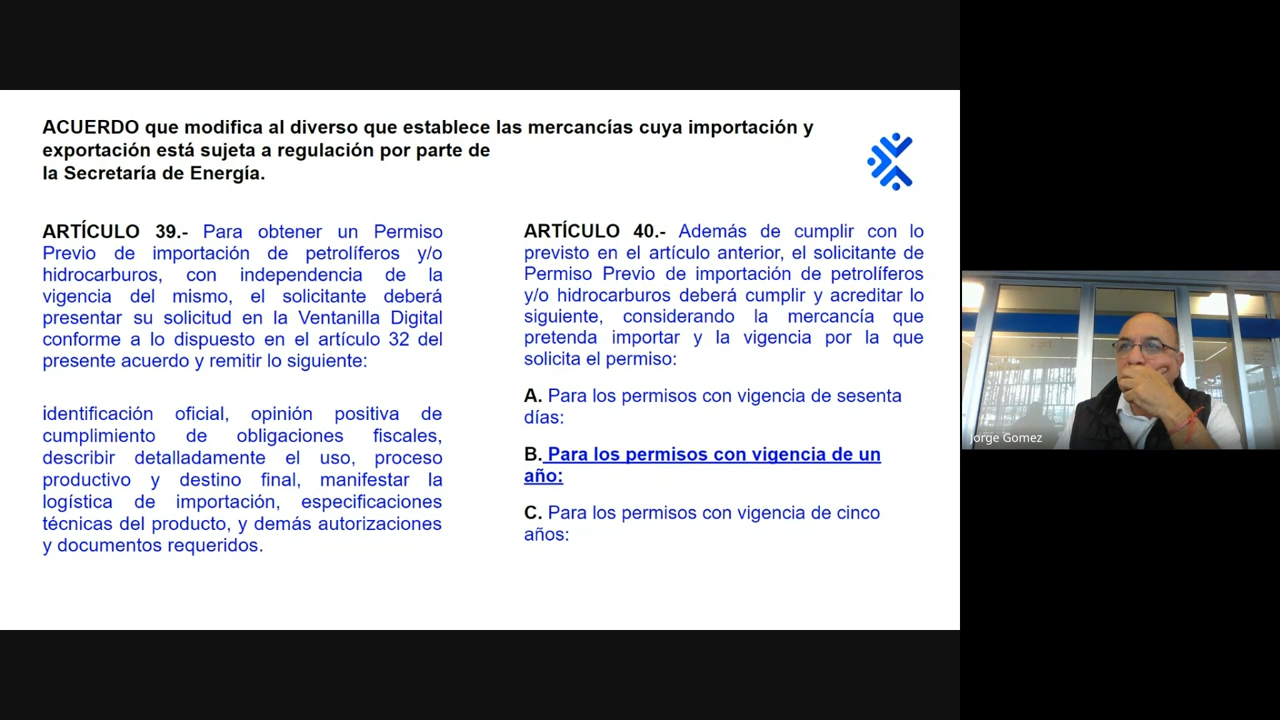 ACUERDO que modifica al diverso que establece las mercancías cuya importación y
exportación está sujeta a regulación por parte de
la Secretaría de Energía.
ARTÍCULO 39.- Para obtener un Permiso
Previo de importación de petrolíferos y/o
hidrocarburos, con independencia de la
vigencia del mismo, el solicitante deberá
presentar su solicitud en la Ventanilla Digital
conforme a lo dispuesto en el artículo 32 del
presente acuerdo y remitir lo siguiente:
identificación oficial, opinión positiva de
cumplimiento de obligaciones fiscales,
describir detalladamente el uso, proceso
productivo y destino final, manifestar la
logística de importación, especificaciones
técnicas del producto, y demás autorizaciones
y documentos requeridos.
ARTÍCULO 40.- Además de cumplir con lo
previsto en el artículo anterior, el solicitante de
Permiso Previo de importación de petrolíferos
y/o hidrocarburos deberá cumplir y acreditar lo
siguiente, considerando la mercancía que
pretenda importar y la vigencia por la que
solicita el permiso:
A. Para los permisos con vigencia de sesenta
días:
B. Para los permisos con vigencia de un
año:
C. Para los permisos con vigencia de cinco
años:
Jorge Gomez